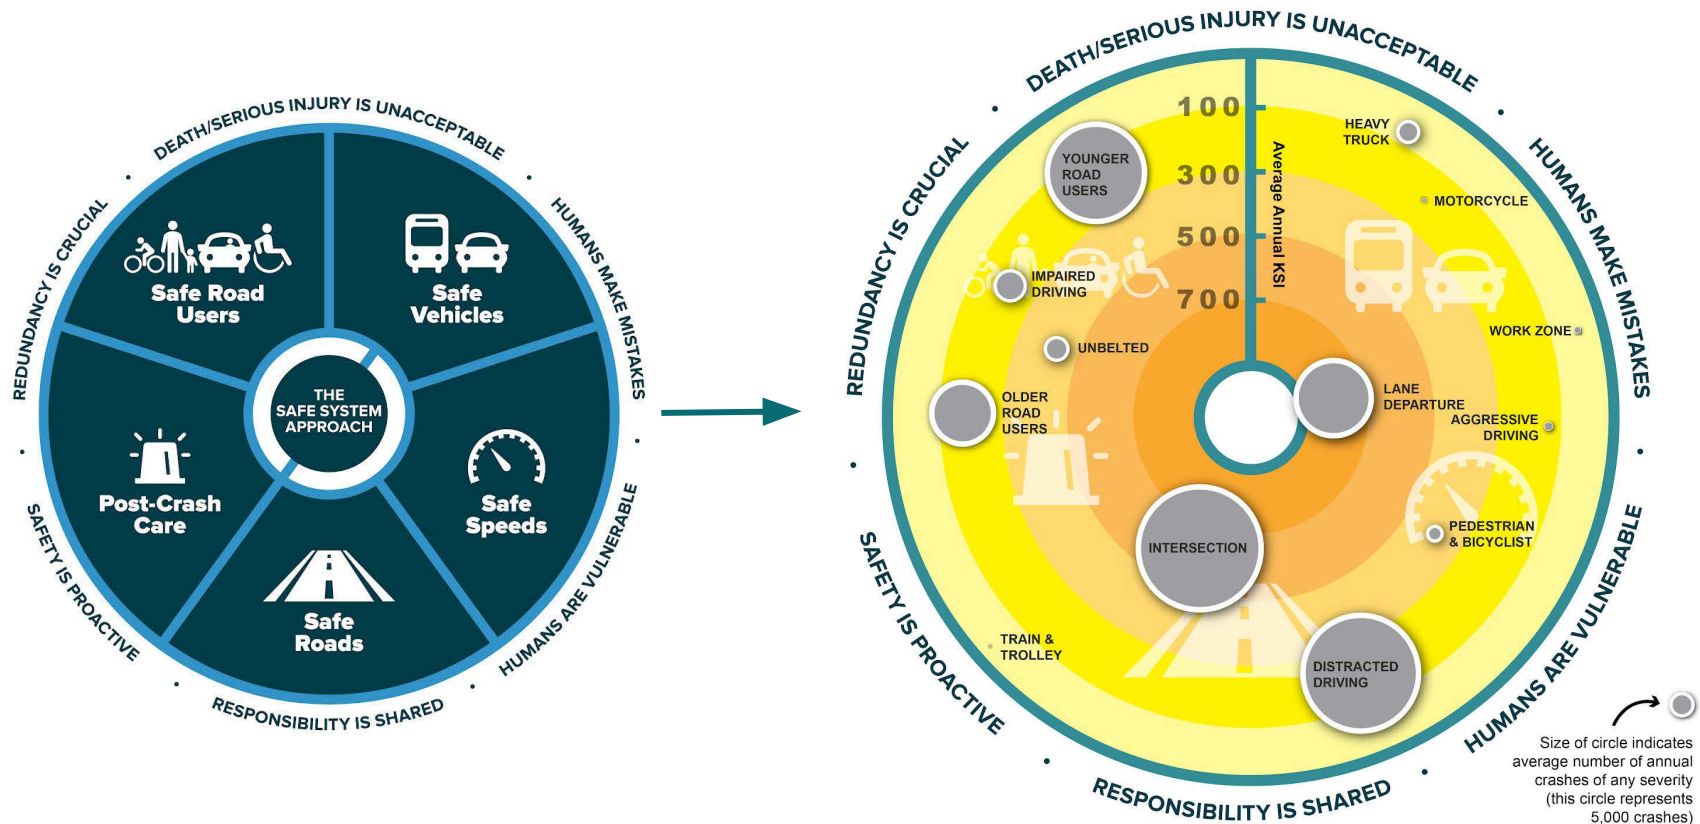 DEATH/SERIOUS INJURY IS UNACCEPTABLE
HUMANS MAKE MISTAKES
HUMANS ARE VULNERABLE
RESPONSIBILITY IS SHARED
SAFETY IS PROACTIVE
REDUNDANCY IS CRUCIAL
Safe Road
Users
Safe
Vehicles
THE
SAFE SYSTEM
APPROACH
Post-Crash
Care
Safe
Speeds
Safe
Roads
DEATH/SERIOUS INJURY IS UNACCEPTABLE
HUMANS MAKE MISTAKES
HUMANS ARE VULNERABLE
RESPONSIBILITY IS SHARED
SAFETY IS PROACTIVE
REDUNDANCY IS CRUCIAL
100
300
500
700
Average Annual KSI
HEAVY
TRUCK
YOUNGER
ROAD
USERS
MOTORCYCLE
IMPAIRED
DRIVING
WORK ZONE
UNBELTED
OLDER
ROAD
USERS
LANE
DEPARTURE
AGGRESSIVE
DRIVING
PEDESTRIAN
& BICYCLIST
INTERSECTION
TRAIN &
TROLLEY
DISTRACTED
DRIVING
Size of circle indicates
average number of annual
crashes of any severity
(this circle represents
5,000 crashes)